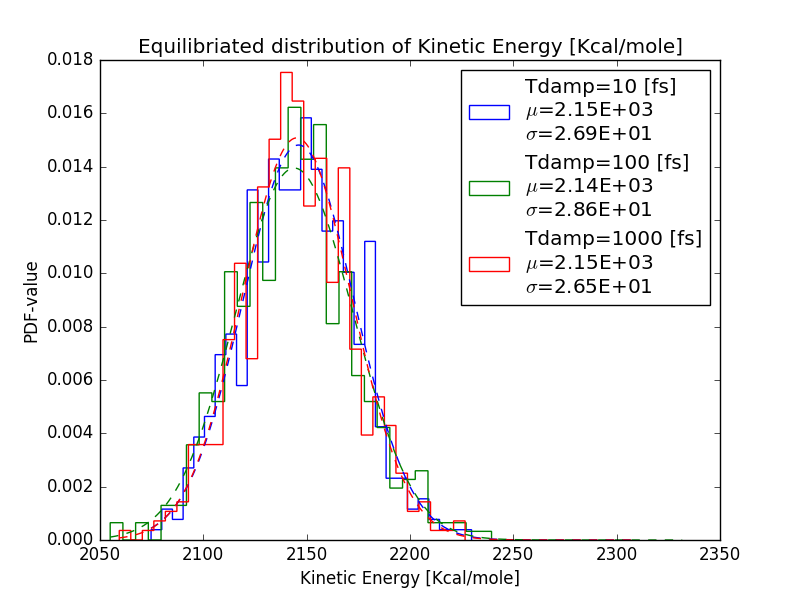 Equilibriated distribution of Kinetic Energy [Kcal/mole]
0.018
0.016
0.014
0.012
0.010
0.008
0.006
0.004
0.002
0.000
PDF-value
Tdamp=10 [fs]
μ=2.15E+03
σ=2.69E+01
Tdamp=100 [fs]
μ=2.14E+03
σ=2.86E+01
Tdamp=1000 [fs]
μ=2.15E+03
σ=2.65E+01
2050 2100 2150 2200 2250 2300 2350
Kinetic Energy [Kcal/mole]